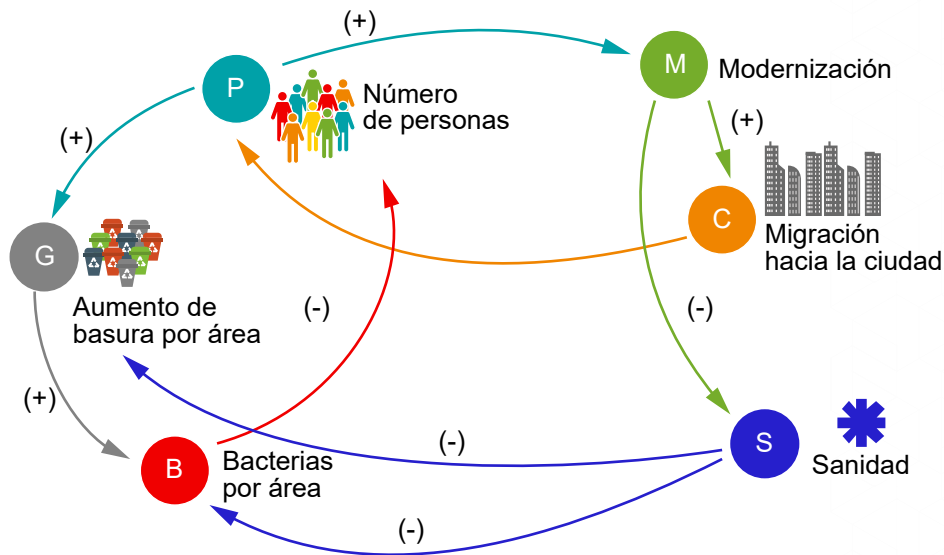 (+)
P
Número
de personas
M
Modernización
(+)
(+)
C
Migración
hacia la ciudad
G
Aumento de
basura por área
(-)
(-)
(+)
B
Bacterias
por área
(-)
S
Sanidad
(-)